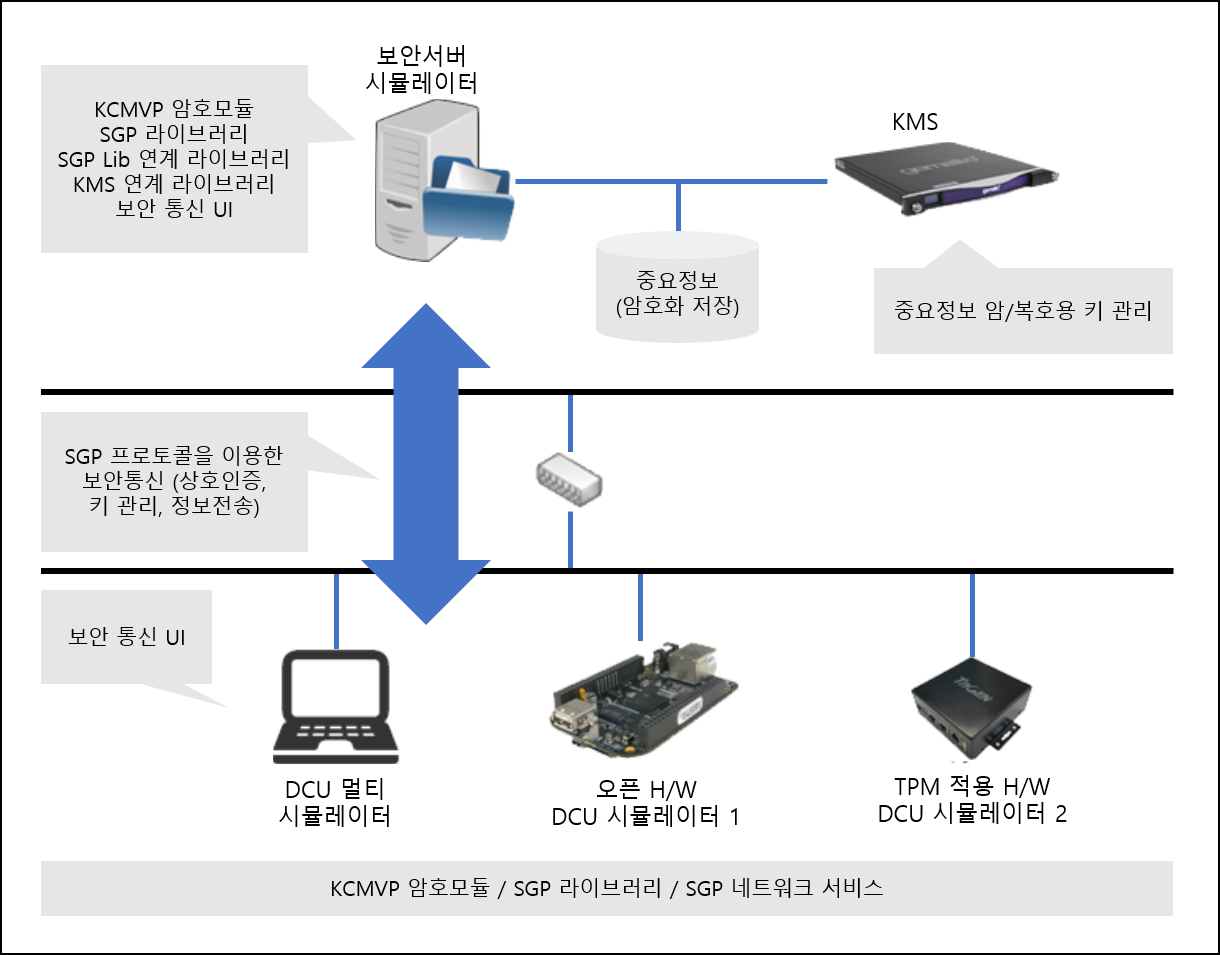 보안서버
시뮬레이터
KCMVP 암호모듈
SGP 라이브러리
SGP Lib 연계 라이브러리
KMS 연계 라이브러리
보안 통신 UI
KMS
중요정보
(암호화 저장)
중요정보 암/복호용 키 관리
SGP 프로토콜을 이용한
보안통신 (상호인증,
키 관리, 정보전송)
보안 통신 UI
DCU 멀티
시뮬레이터
오픈 H/W
DCU 시뮬레이터 1
TPM 적용 H/W
DCU 시뮬레이터 2
KCMVP 암호모듈 / SGP 라이브러리 / SGP 네트워크 서비스